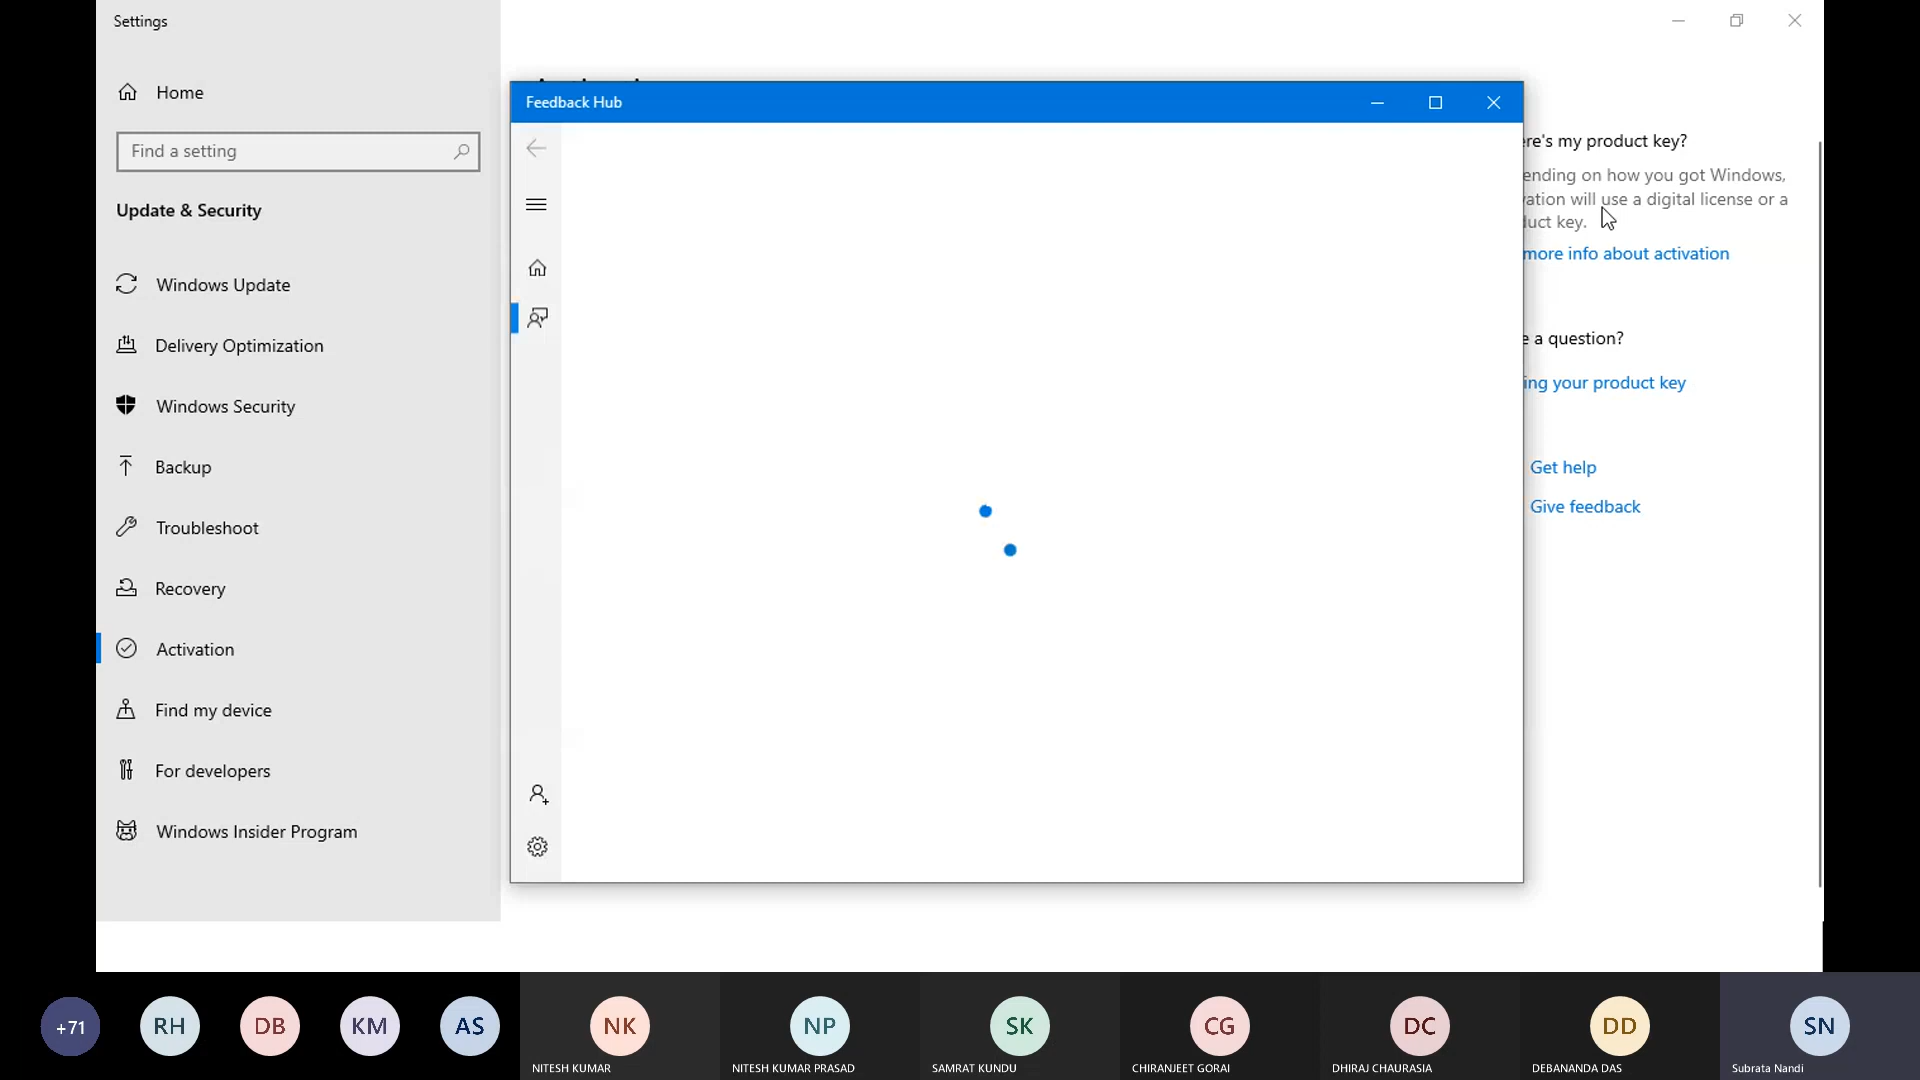 Settings
Home
Find a setting
Update & Security
Windows Update
Delivery Optimization
Windows Security
Backup
Troubleshoot
Recovery
Activation
Find my device
For developers
Windows Insider Program
Feedback Hub
ere's my product key?
ending on how you got Windows,
vation will use a digital license or a
duct key.
more info about activation
e a question?
ing your product key
Get help
Give feedback
+71
RH
DB
KM
AS
NK
NITESH KUMAR
NP
NITESH KUMAR PRASAD
SK
SAMRAT KUNDU
CG
CHIRANJEET GORAI
DC
DHIRAJ CHAURASIA
DD
DEBANANDA DAS
SN
Subrata Nandi